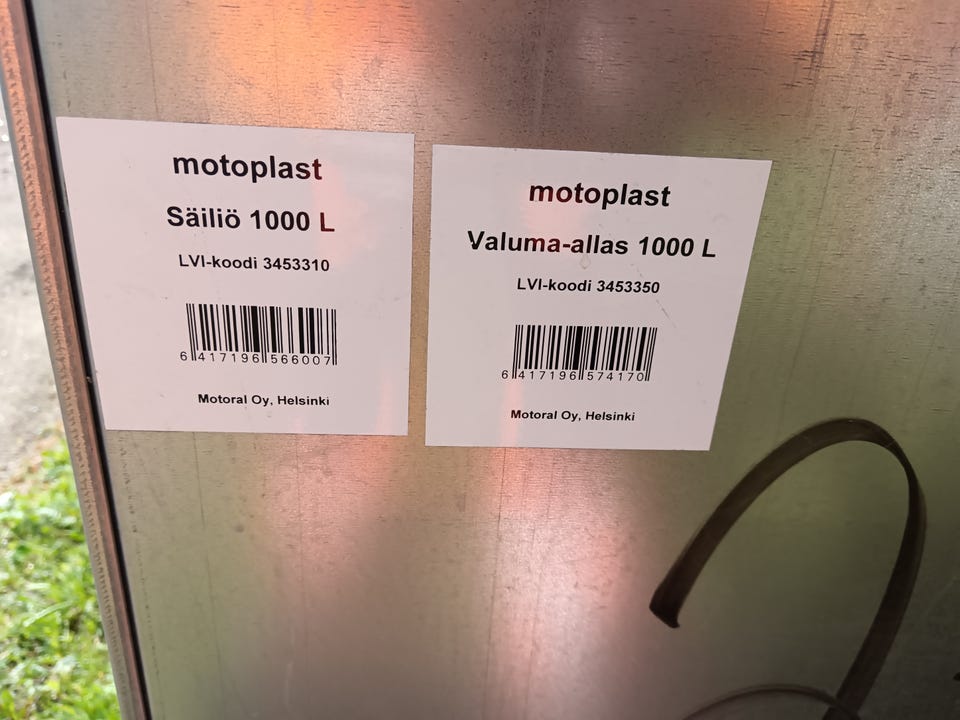 motoplast
Säiliö 1000 L
LVI-koodi 3453310
6 417196 566007
Motoral Oy, Helsinki
motoplast
Valuma-allas 1000 L
LVI-koodi 3453350
6 417196 574170
Motoral Oy, Helsinki